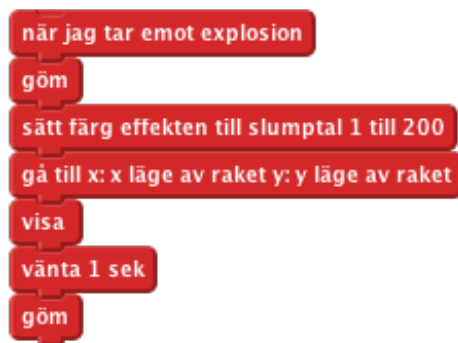 när jag tar emot explosion
göm
sätt färg effekten till slumptal 1 till 200
gå till x: x läge av raket y: y läge av raket
visa
vänta 1 sek
göm